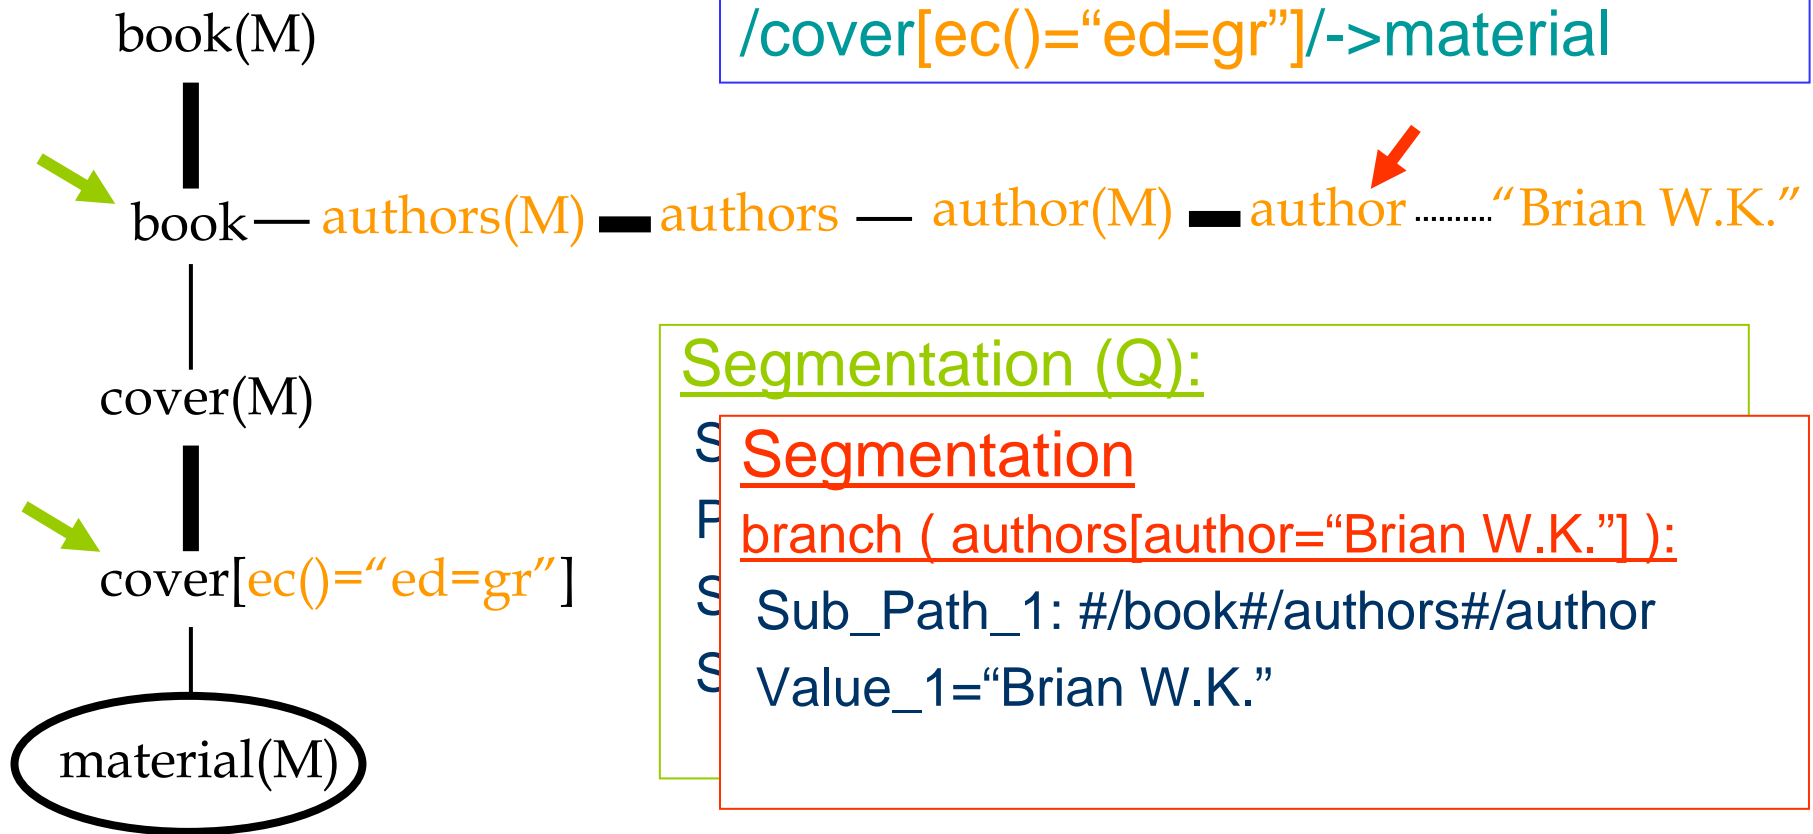 book(M)
/cover[ec()=“ed=gr”]/->material
book authors(M) authors author(M) author “Brian W.K.”
cover(M)
cover[ec()=“ed=gr”]
material(M)
Segmentation (Q):
S
P
S
S
Segmentation
branch ( authors[author=“Brian W.K.”] ):
Sub_Path_1: #/book#/authors#/author
Value_1=“Brian W.K.”